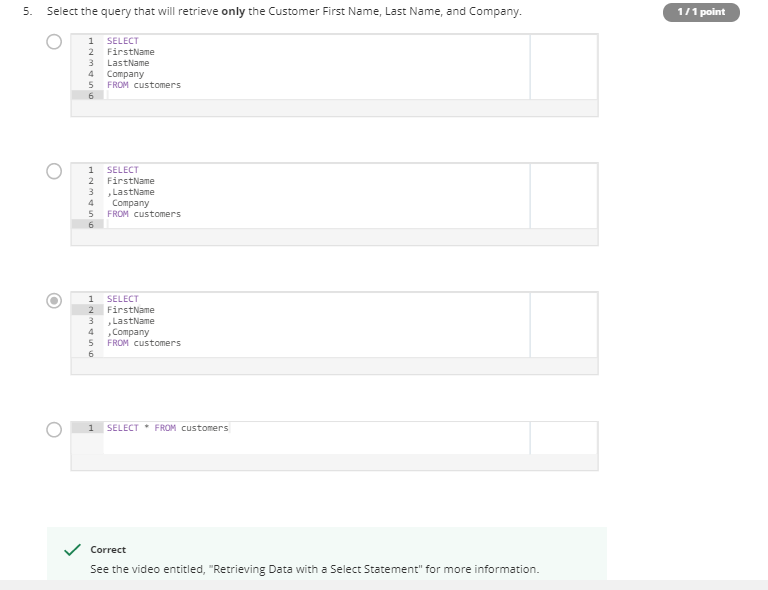 5. Select the query that will retrieve only the Customer First Name, Last Name, and Company.
1 / 1 point
1 SELECT
2 FirstName
3 LastName
4 Company
5 FROM customers
6
1 SELECT
2 FirstName
3 ,LastName
4 Company
5 FROM customers
6
1 SELECT
2 FirstName
3 ,LastName
4 ,Company
5 FROM customers
6
1 SELECT * FROM customers
Correct
See the video entitled, "Retrieving Data with a Select Statement" for more information.